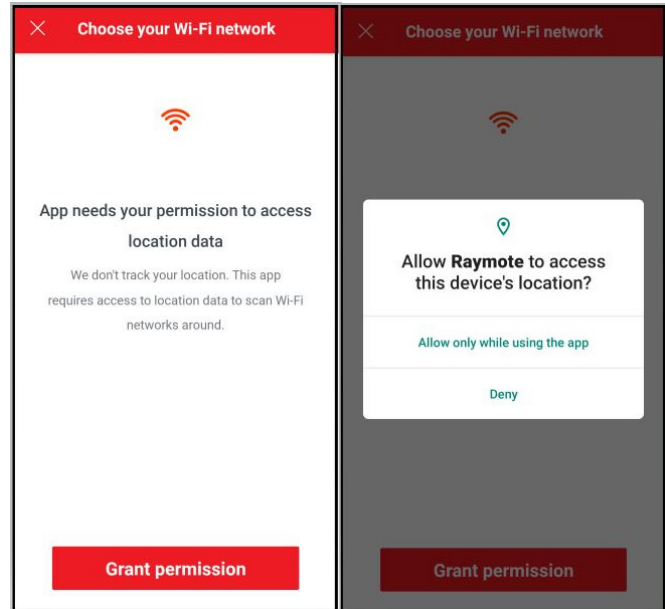 Choose your Wi-Fi network
App needs your permission to access
location data
We don't track your location. This app
requires access to location data to scan Wi-Fi
networks around.
Grant permission
Choose your Wi-Fi network
Allow Raymote to access
this device's location?
Allow only while using the app
Deny
Grant permission